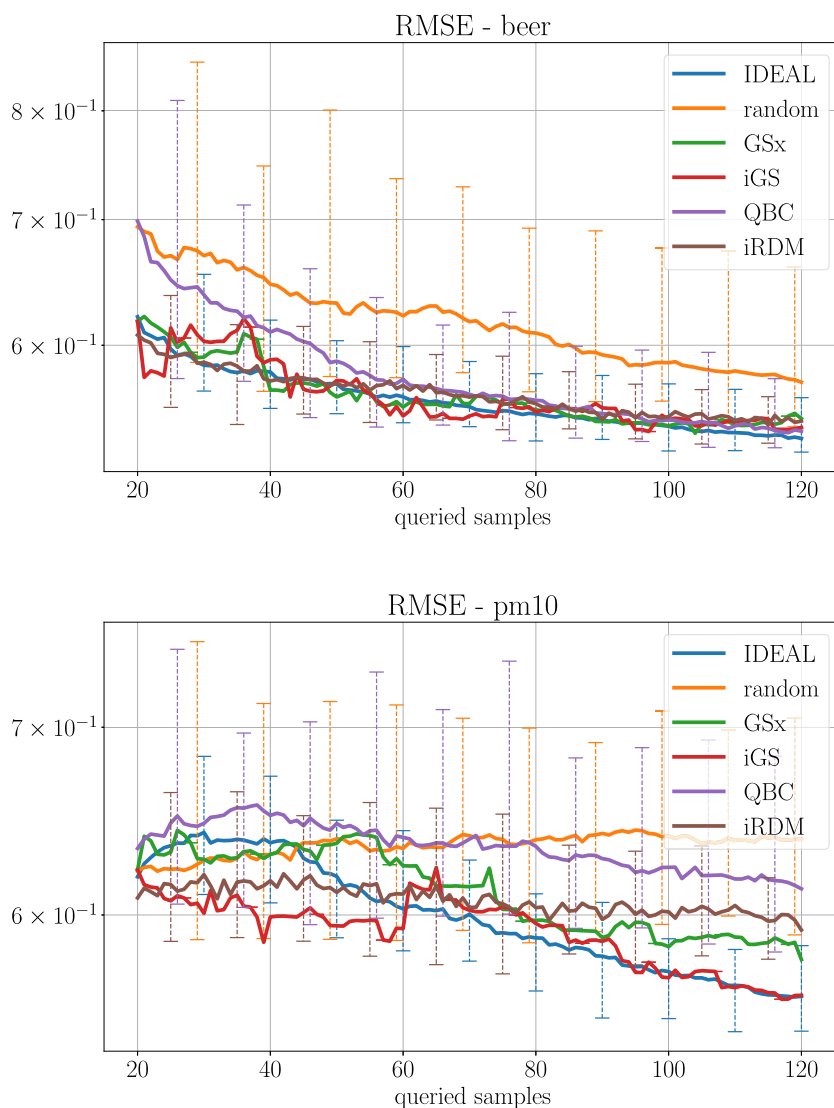 RMSE - beer
8 × 10⁻¹
7 × 10⁻¹
6 × 10⁻¹
IDEAL
random
GSx
iGS
QBC
iRDM
20 40 60 80 100 120
queried samples
RMSE - pm10
7 × 10⁻¹
6 × 10⁻¹
IDEAL
random
GSx
iGS
QBC
iRDM
20 40 60 80 100 120
queried samples